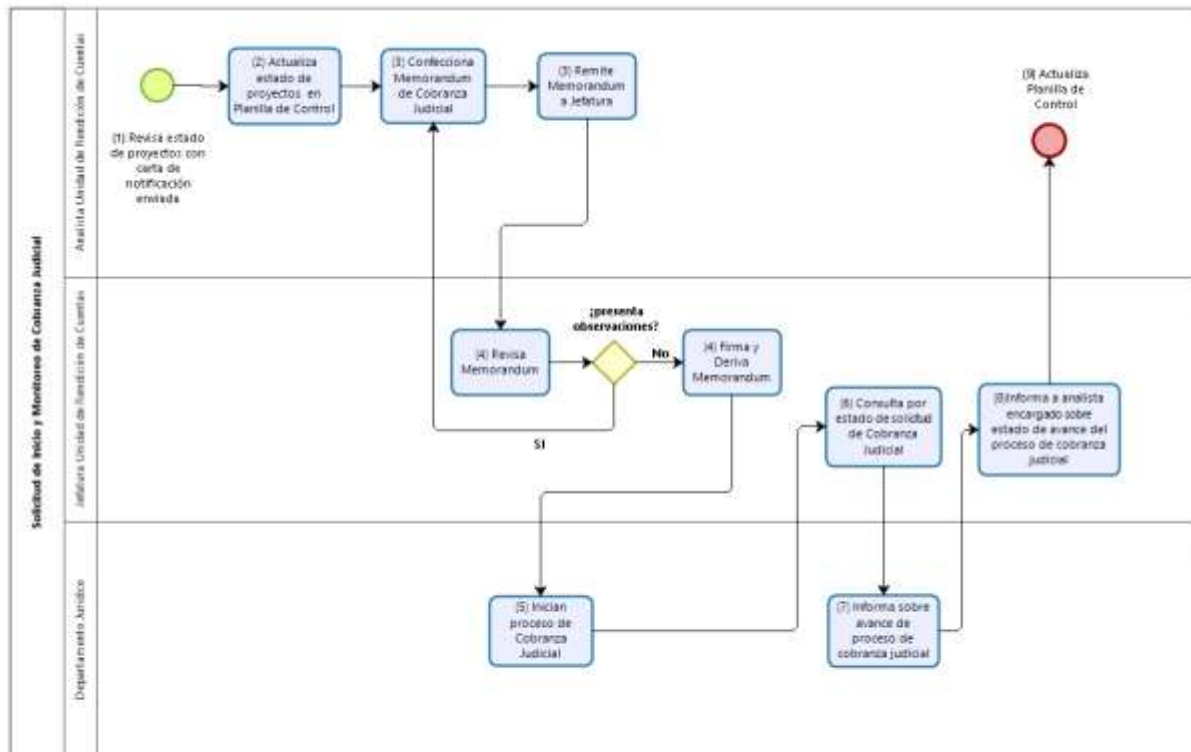 Solicitud de Inicio y Monitoreo de Cobranza Judicial
Analista Unidad de Rendición de Cuentas
(1) Revisa estado
de proyectos con
carta de
notificación
enviada
(2) Actualiza
estado de
proyectos en
Planilla de Control
(3) Confecciona
Memorandum
de Cobranza
Judicial
(3) Remite
Memorandum
a Jefatura
(9) Actualiza
Planilla de
Control
Jefatura Unidad de Rendición de Cuentas
(4) Revisa
Memorandum
¿presenta
observaciones?
No
Si
(4) Firma y
Deriva
Memorandum
(6) Consulta por
estado de solicitud
de Cobranza
Judicial
(8)Informa a analista
encargado sobre
estado de avance del
proceso de cobranza
judicial
Departamento Jurídico
(5) Inician
proceso de
Cobranza
Judicial
(7) Informa sobre
avance de
proceso de
cobranza judicial